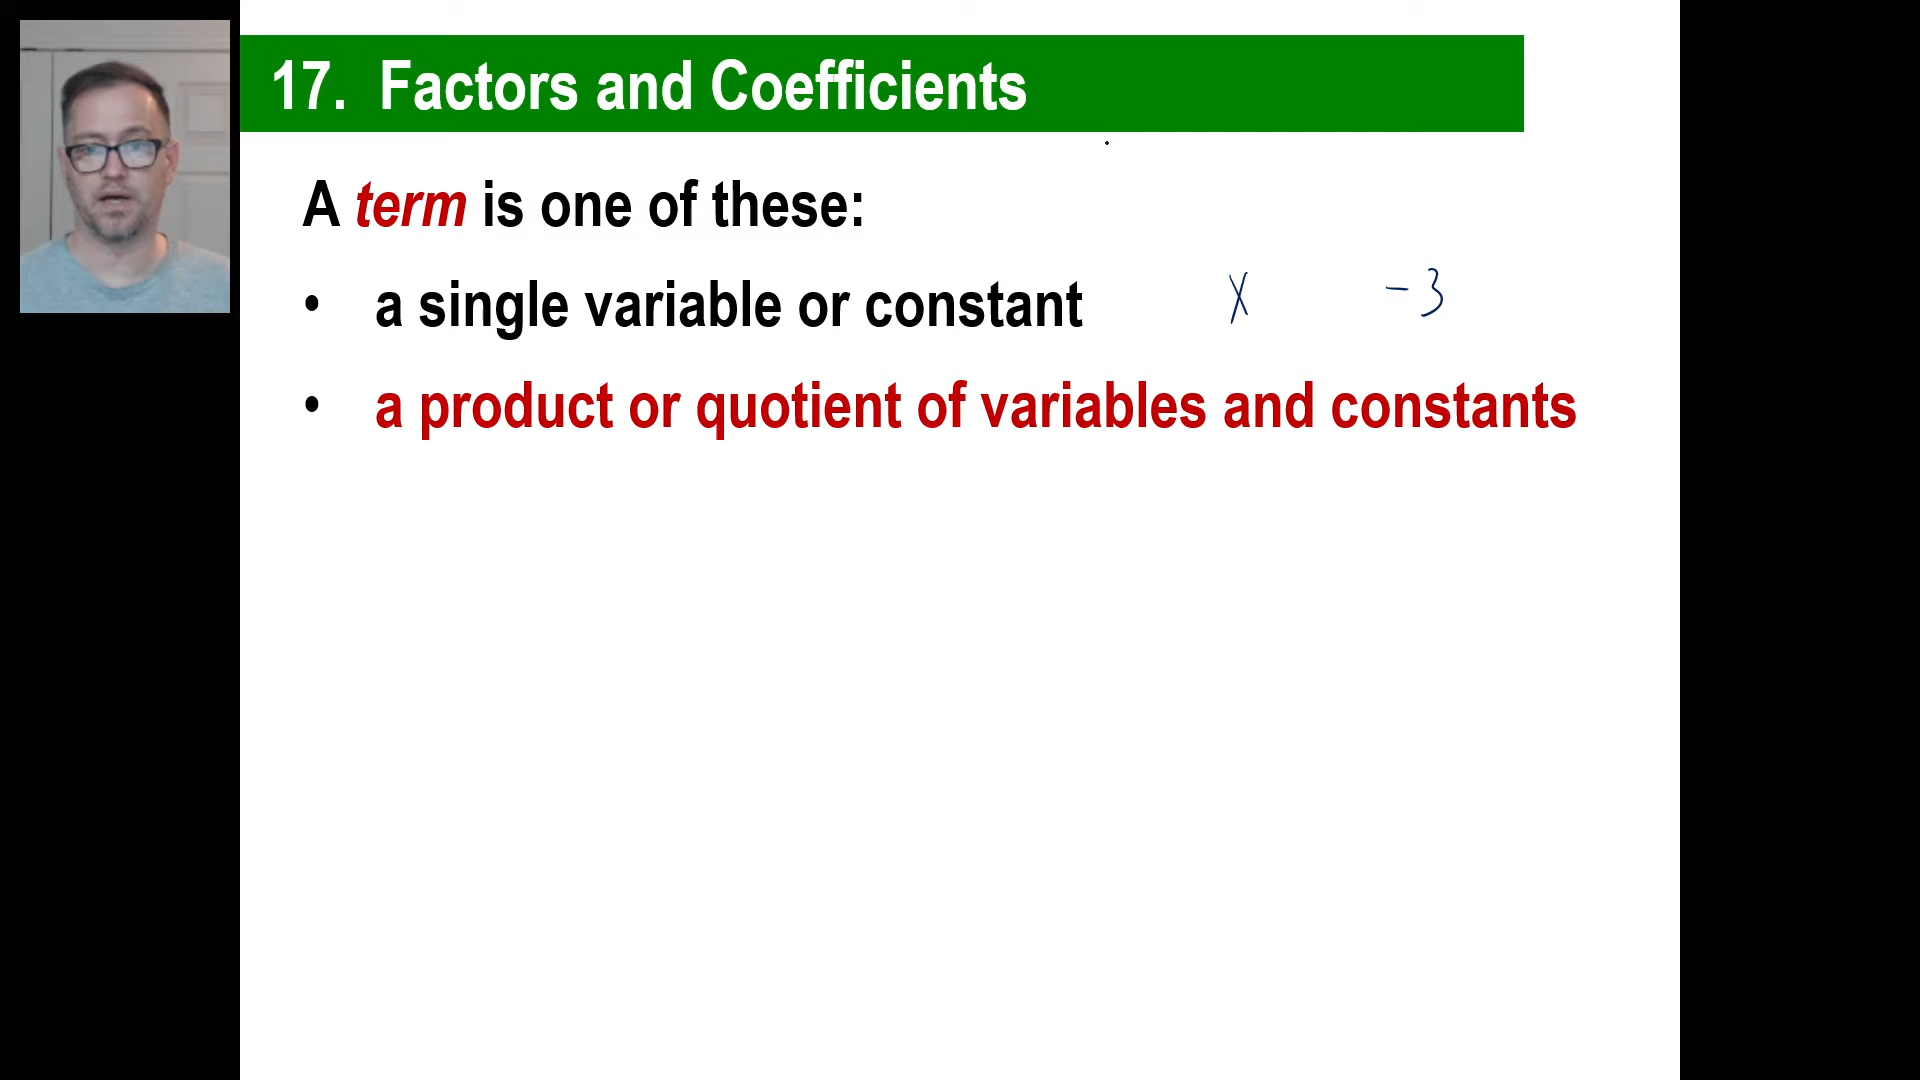 17. Factors and Coefficients
A term is one of these:
• a single variable or constant x -3
• a product or quotient of variables and constants